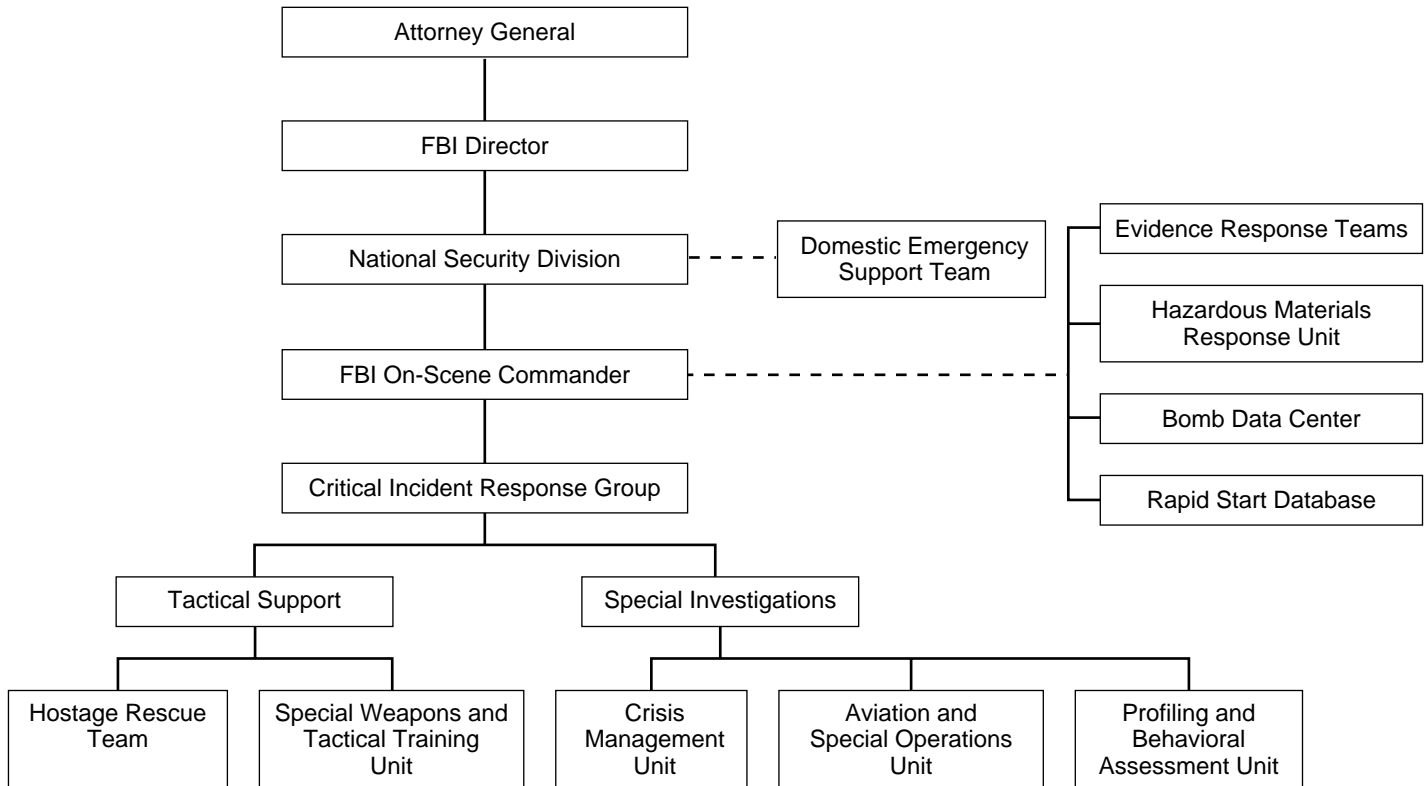 Attorney General
FBI Director
National Security Division
Domestic Emergency
Support Team
Evidence Response Teams
Hazardous Materials
Response Unit
FBI On-Scene Commander
Bomb Data Center
Critical Incident Response Group
Rapid Start Database
Tactical Support
Special Investigations
Hostage Rescue
Team
Special Weapons and
Tactical Training
Unit
Crisis
Management
Unit
Aviation and
Special Operations
Unit
Profiling and
Behavioral
Assessment Unit